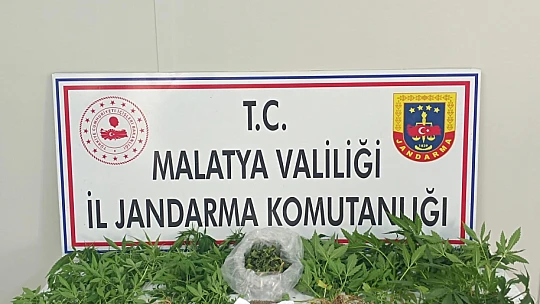 T.C.
MALATYA VALİLİĞİ
İL JANDARMA KOMUTANLIĞI
JANDARMA